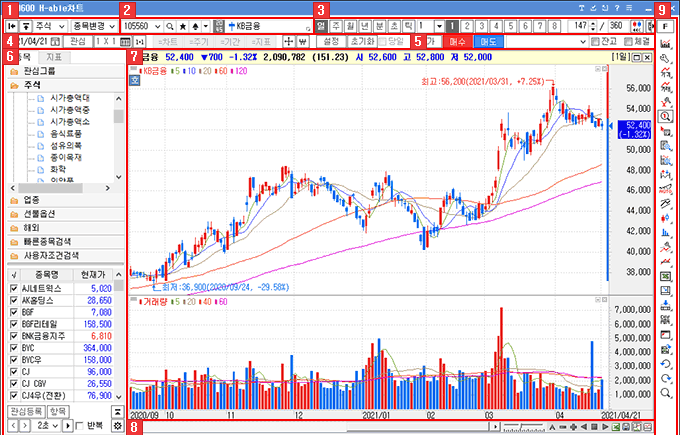 1 0600 H-able차트 2 3 9
주식 종목변경 105560 KB금융 일 주 월 년 분 초 틱 1 1 2 3 5 147 / 360 F
4 2021/04/21 관심 1 X 1 =차트 =주기 =기간 =지표 설정 초기화 당일 5 가 매수 매도 잔고 체결
6 종목 지표
관심그룹
주식
시가총액대
시가총액중
시가총액소
음식료품
섬유의복
종이목재
화학
의약품
업종
선물옵션
해외
빠른종목검색
사용자조건검색
√ 종목명 현재가
AJ네트웍스 5,020
AK홀딩스 28,650
BGF 7,080
BGF리테일 158,500
BNK금융지주 6,810
BYC 364,000
BYC우 158,000
CJ 96,000
CJ CGV 26,550
CJ4우(전환) 76,900
관심등록 항목
2초 반복
7 금융 52,400 ▼700 -1.32% 2,090,782 (151.23) 시 52,600 고 52,800 저 52,000 [1일]
KB금융 5 10 20 60 120
호
최고:56,200(2021/03/31, +7.25%)
56,000
54,000
52,400
(-1.32%)
50,000
48,000
46,000
44,000
42,000
40,000
38,000
최저:36,900(2020/09/24, -29.58%)
거래량 5 20 40 60
7,000,000
6,000,000
5,000,000
4,000,000
3,000,000
2,000,000
1,000,000
2020/09 10 11 12 2021/01 02 03 04 2021/04/21
8
AUTO